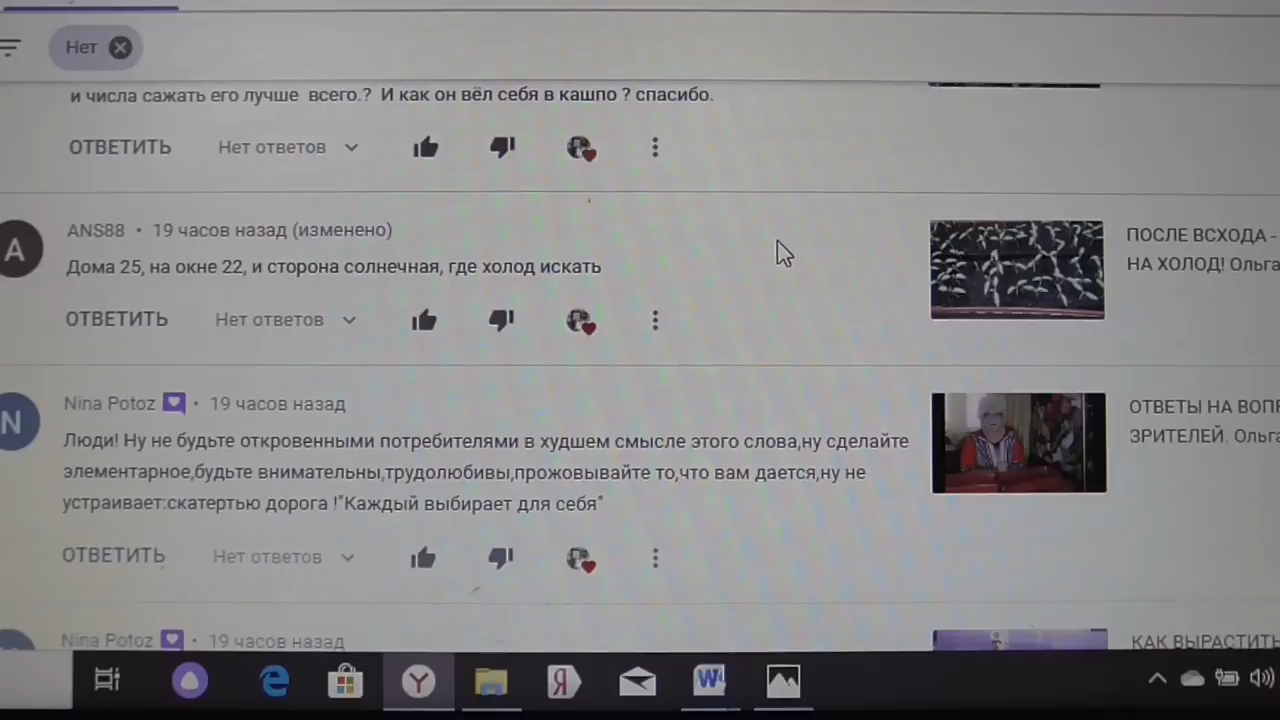 Нет
и числа сажать его лучше всего.? И как он вёл себя в кашпо ? спасибо.
ОТВЕТИТЬ Нет ответов
ANS88 • 19 часов назад (изменено)
Дома 25, на окне 22, и сторона солнечная, где холод искать
ПОСЛЕ ВСХОДА -
НА ХОЛОД! Ольга
A
ОТВЕТИТЬ Нет ответов
N
Nina Potoz • 19 часов назад
Люди! Ну не будьте откровенными потребителями в худшем смысле этого слова,ну сделайте
элементарное,будьте внимательны,трудолюбивы,прожовывайте то,что вам дается,ну не
устраивает:скатертью дорога !"Каждый выбирает для себя"
ОТВЕТЫ НА ВОПР
ЗРИТЕЛЕЙ. Ольга
ОТВЕТИТЬ Нет ответов
Nina Potoz • 19 часов назад
КАК ВЫРАСТИТЬ